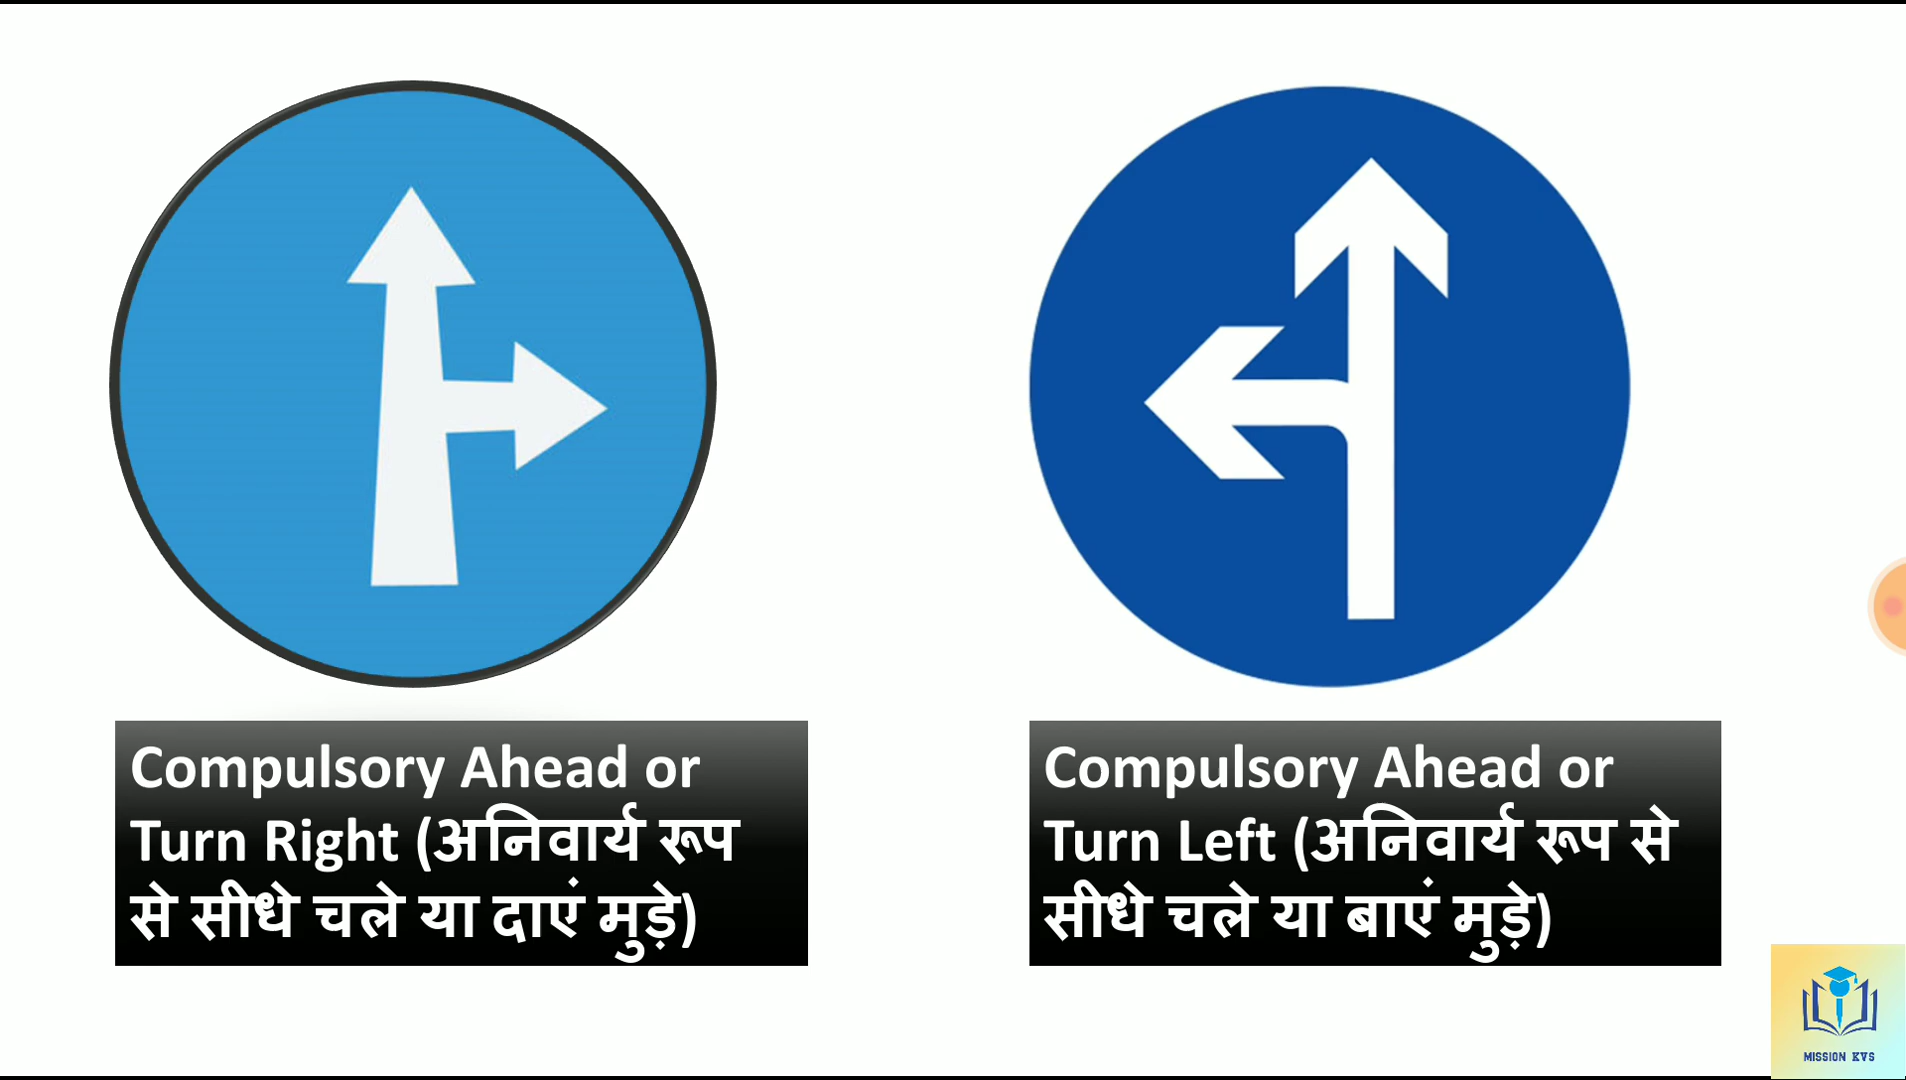 Compulsory Ahead or
Turn Right (अनिवार्य रूप
से सीधे चले या दाएं मुड़े)
Compulsory Ahead or
Turn Left (अनिवार्य रूप से
सीधे चले या बाएं मुड़े)
MISSION KVS